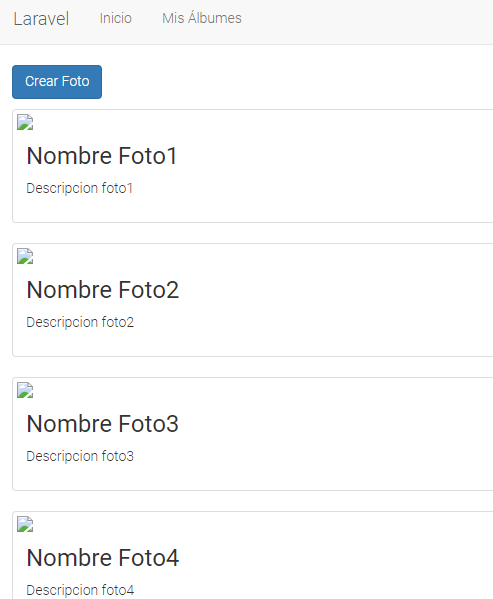 Laravel Inicio Mis Álbumes
Crear Foto
Nombre Foto1
Descripcion foto1
Nombre Foto2
Descripcion foto2
Nombre Foto3
Descripcion foto3
Nombre Foto4
Descripcion foto4